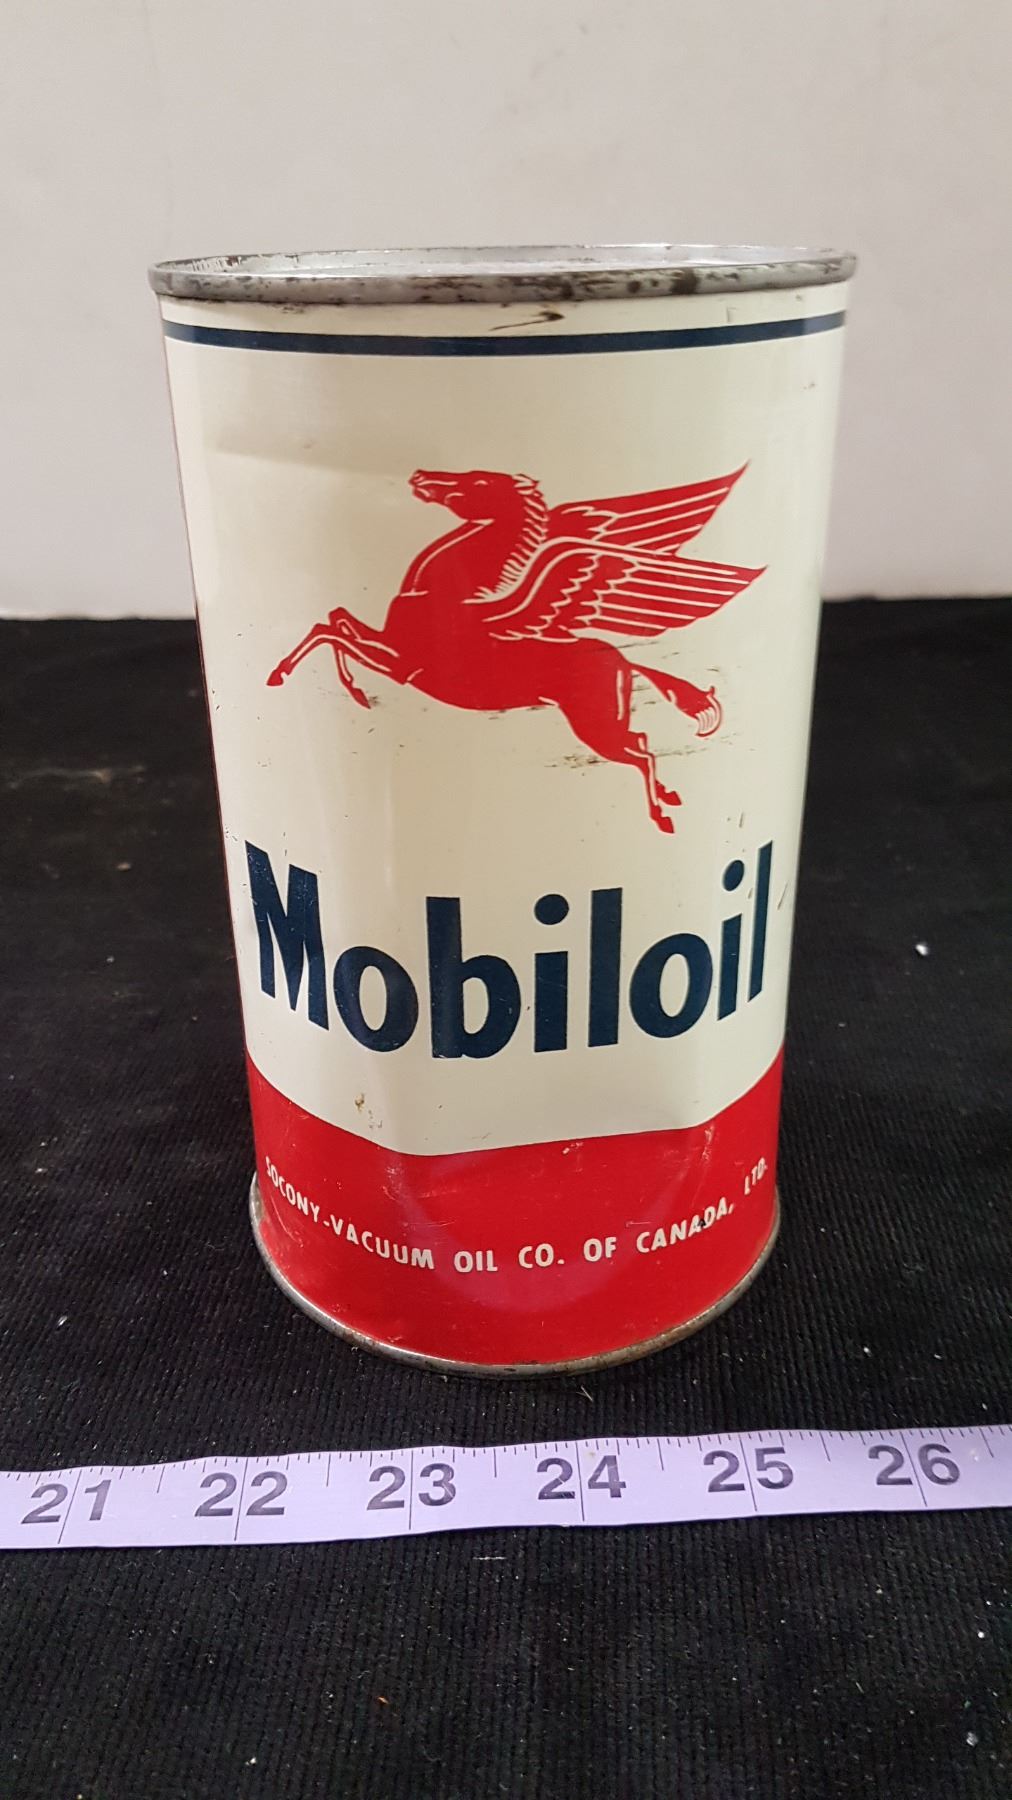 Mobiloil
SOCONY-VACUUM OIL CO. OF CANADA, LTD.
21 22 23 24 25 26